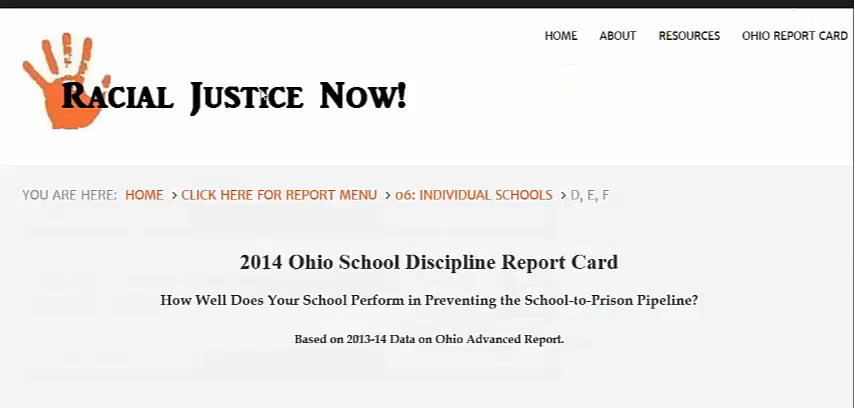 HOME ABOUT RESOURCES OHIO REPORT CARD
RACIAL JUSTICE NOW!
YOU ARE HERE: HOME > CLICK HERE FOR REPORT MENU > 06: INDIVIDUAL SCHOOLS > D, E, F
2014 Ohio School Discipline Report Card
How Well Does Your School Perform in Preventing the School-to-Prison Pipeline?
Based on 2013-14 Data on Ohio Advanced Report.